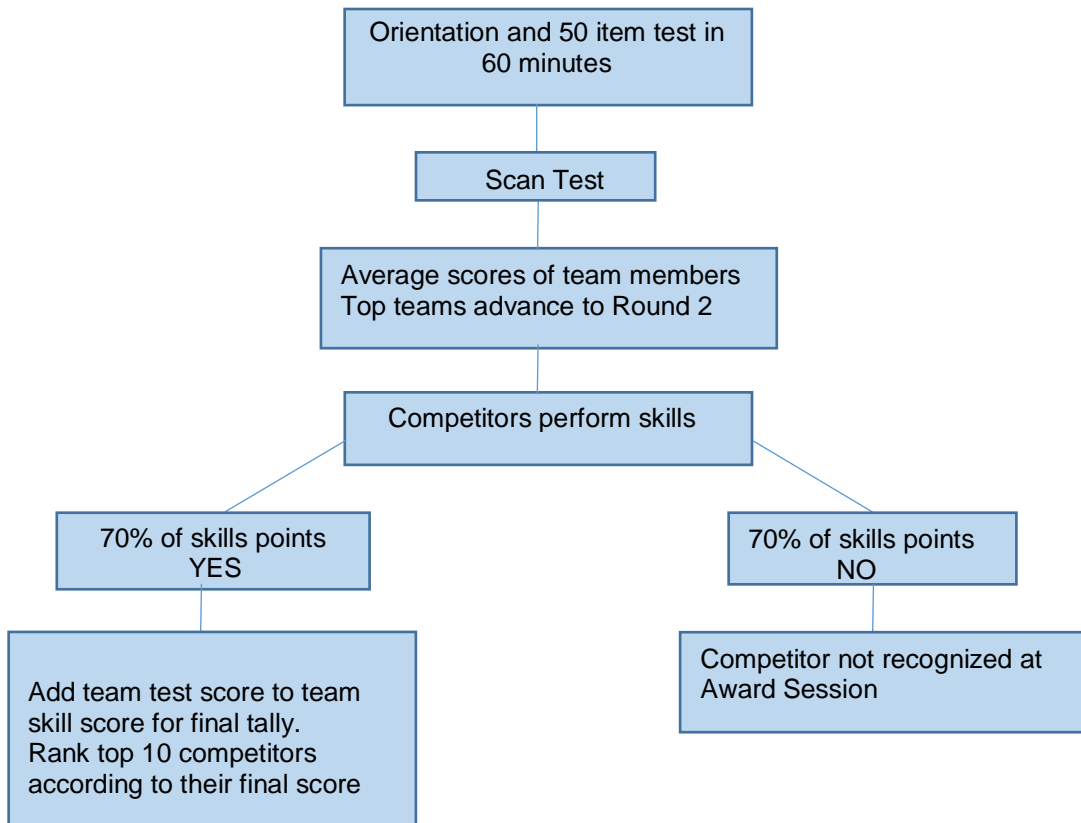 Orientation and 50 item test in
60 minutes
Scan Test
Average scores of team members
Top teams advance to Round 2
Competitors perform skills
70% of skills points
YES
70% of skills points
NO
Add team test score to team
skill score for final tally.
Rank top 10 competitors
according to their final score
Competitor not recognized at
Award Session